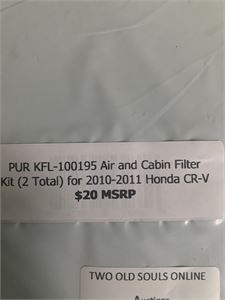 PUR KFL-100195 Air and Cabin Filter
Kit (2 Total) for 2010-2011 Honda CR-V
$20 MSRP
TWO OLD SOULS ONLINE
Auctions